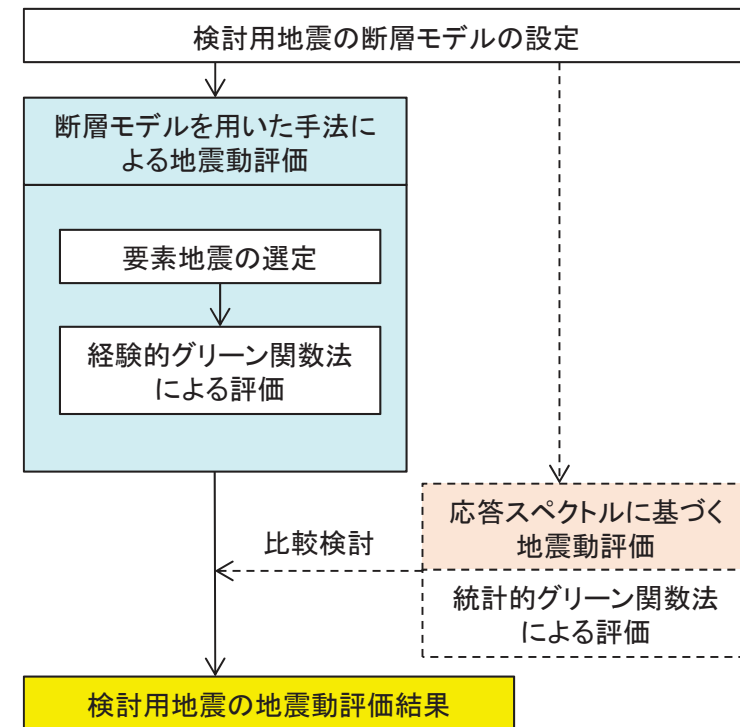 検討用地震の断層モデルの設定
断層モデルを用いた手法に
よる地震動評価
要素地震の選定
経験的グリーン関数法
による評価
比較検討
応答スペクトルに基づく
地震動評価
統計的グリーン関数法
による評価
検討用地震の地震動評価結果